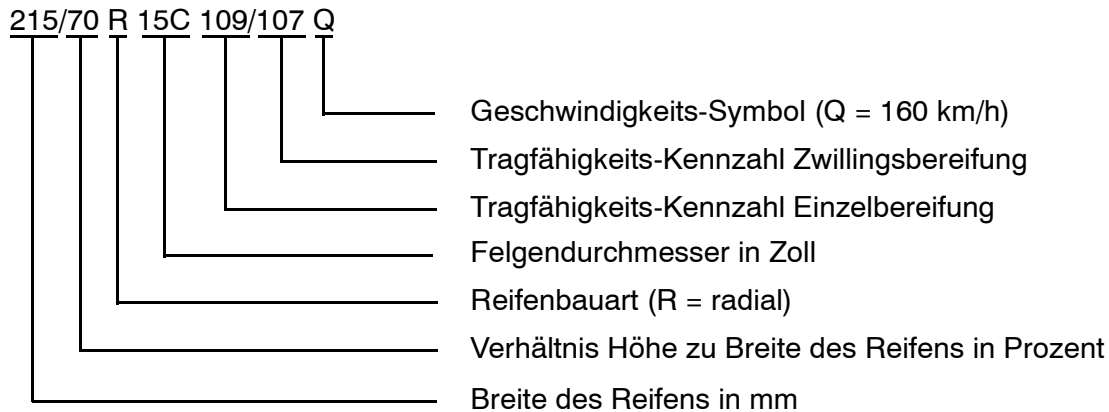 215/70 R 15C 109/107 Q
Geschwindigkeits-Symbol (Q = 160 km/h)
Tragfähigkeits-Kennzahl Zwillingsbereifung
Tragfähigkeits-Kennzahl Einzelbereifung
Felgendurchmesser in Zoll
Reifenbauart (R = radial)
Verhältnis Höhe zu Breite des Reifens in Prozent
Breite des Reifens in mm